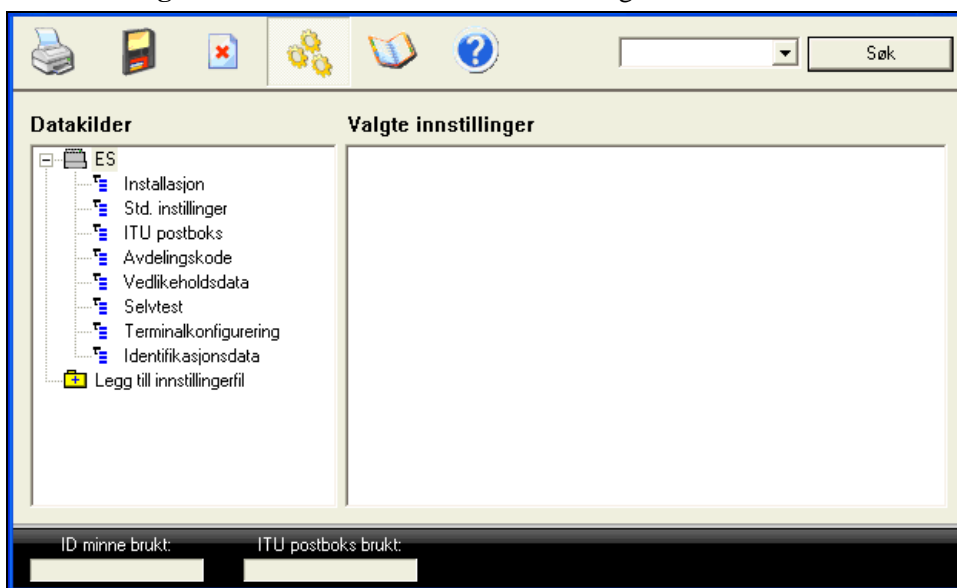 Søk
Datakilder
Valgte innstillinger
ES
Installasjon
Std. instillinger
ITU postboks
Avdelingskode
Vedlikeholdsdata
Selvtest
Terminalkonfigurering
Identifikasjonsdata
Legg till innstillingerfil
ID minne brukt:
ITU postboks brukt: